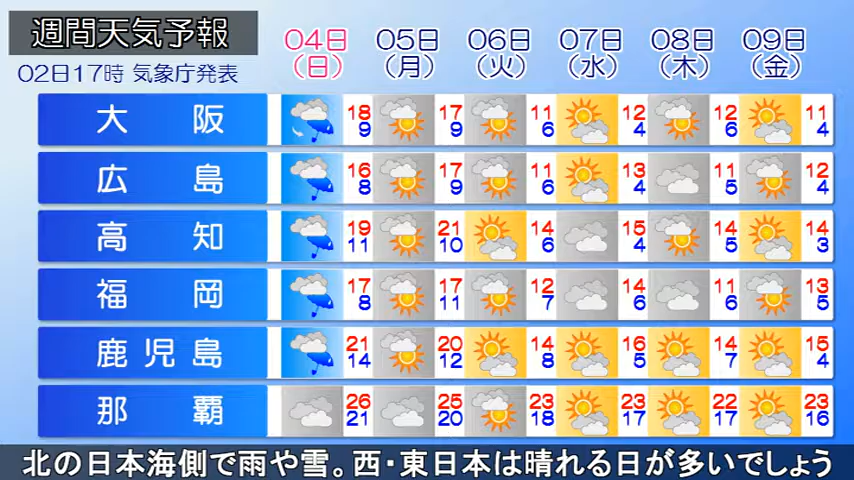 週間天気予報
02日17時 気象庁発表
04日 05日 06日 07日 08日 09日
(日) (月) (火) (水) (木) (金)
大阪 18 9 17 9 11 6 12 4 12 6 11 4
広島 16 8 17 9 11 6 13 4 11 5 12 4
高知 19 11 21 10 14 6 15 4 14 5 14 3
福岡 17 8 17 11 12 7 14 6 11 6 13 5
鹿児島 21 14 20 12 14 8 16 5 14 7 15 4
那覇 26 21 25 20 23 18 23 17 22 17 23 16
北の日本海側で雨や雪。西・東日本は晴れる日が多いでしょう